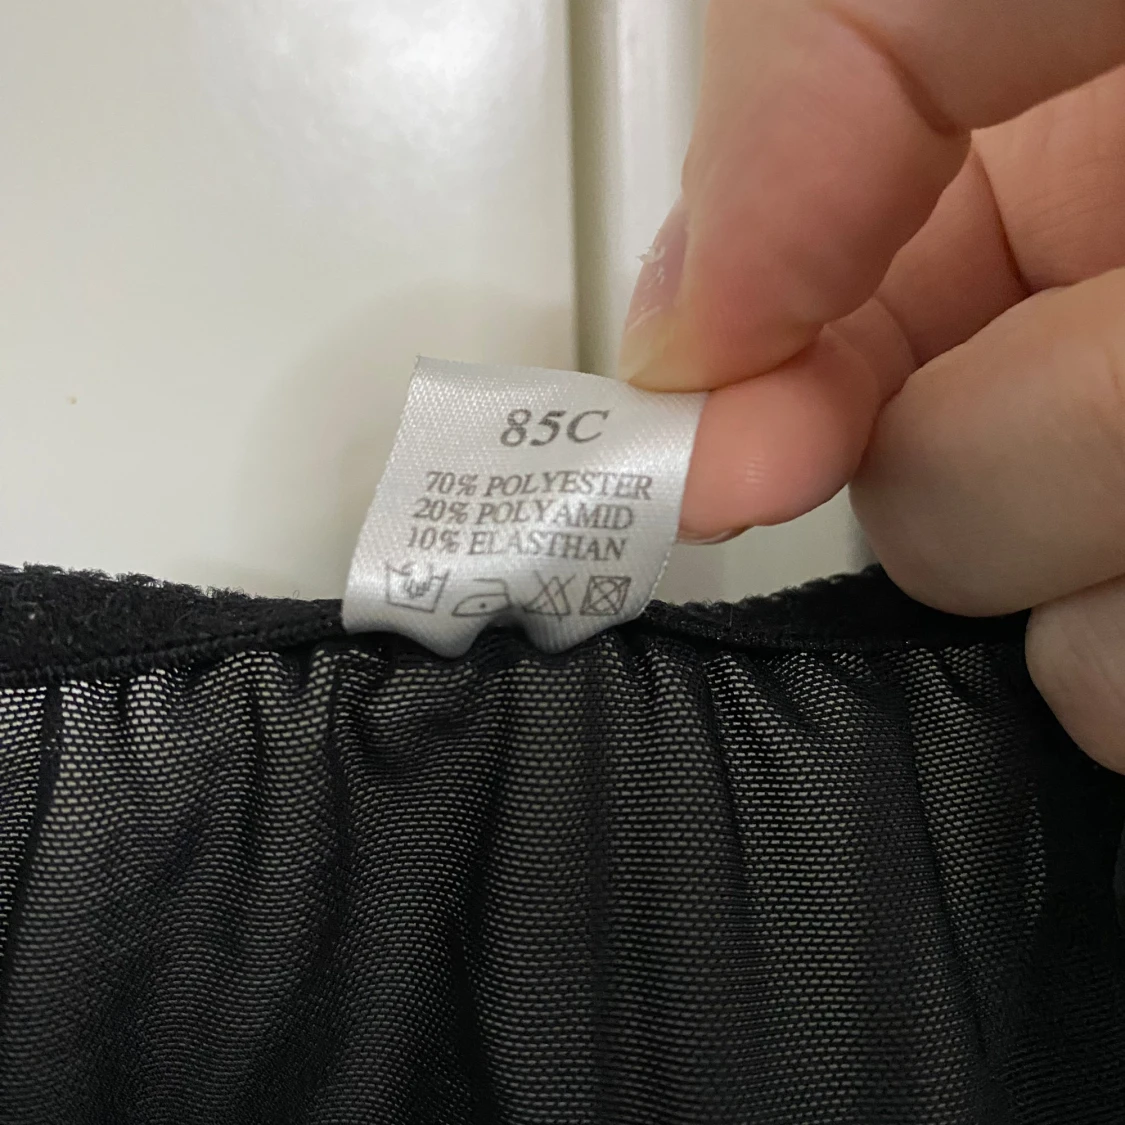 85C
70% POLYESTER
20% POLYAMID
10% ELASTHAN